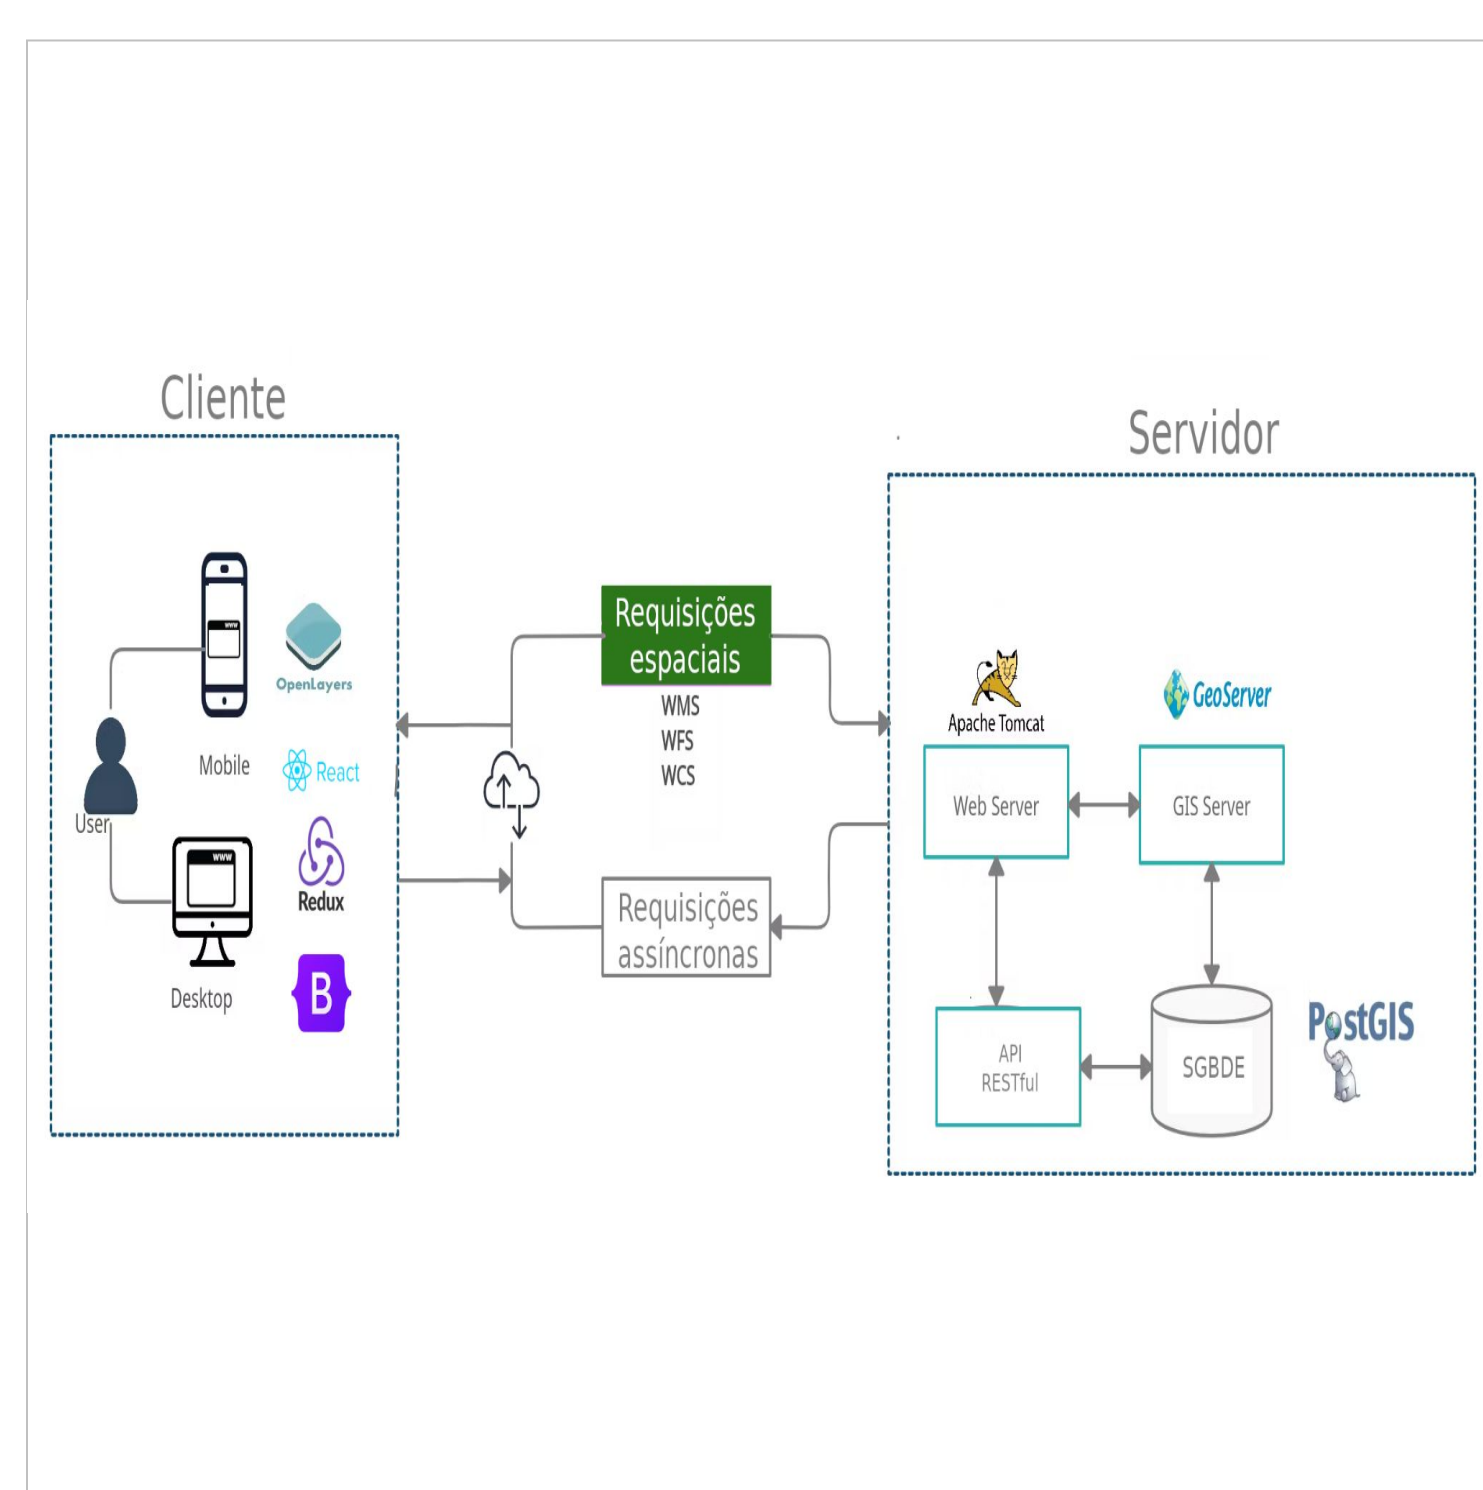 Cliente
Servidor
Requisições
espaciais
WMS
WFS
WCS
Requisições
assíncronas
www
OpenLayers
Mobile
React
User
www
Redux
Desktop
B
Apache Tomcat
GeoServer
Web Server
GIS Server
API
RESTful
SGBDE
PostGIS